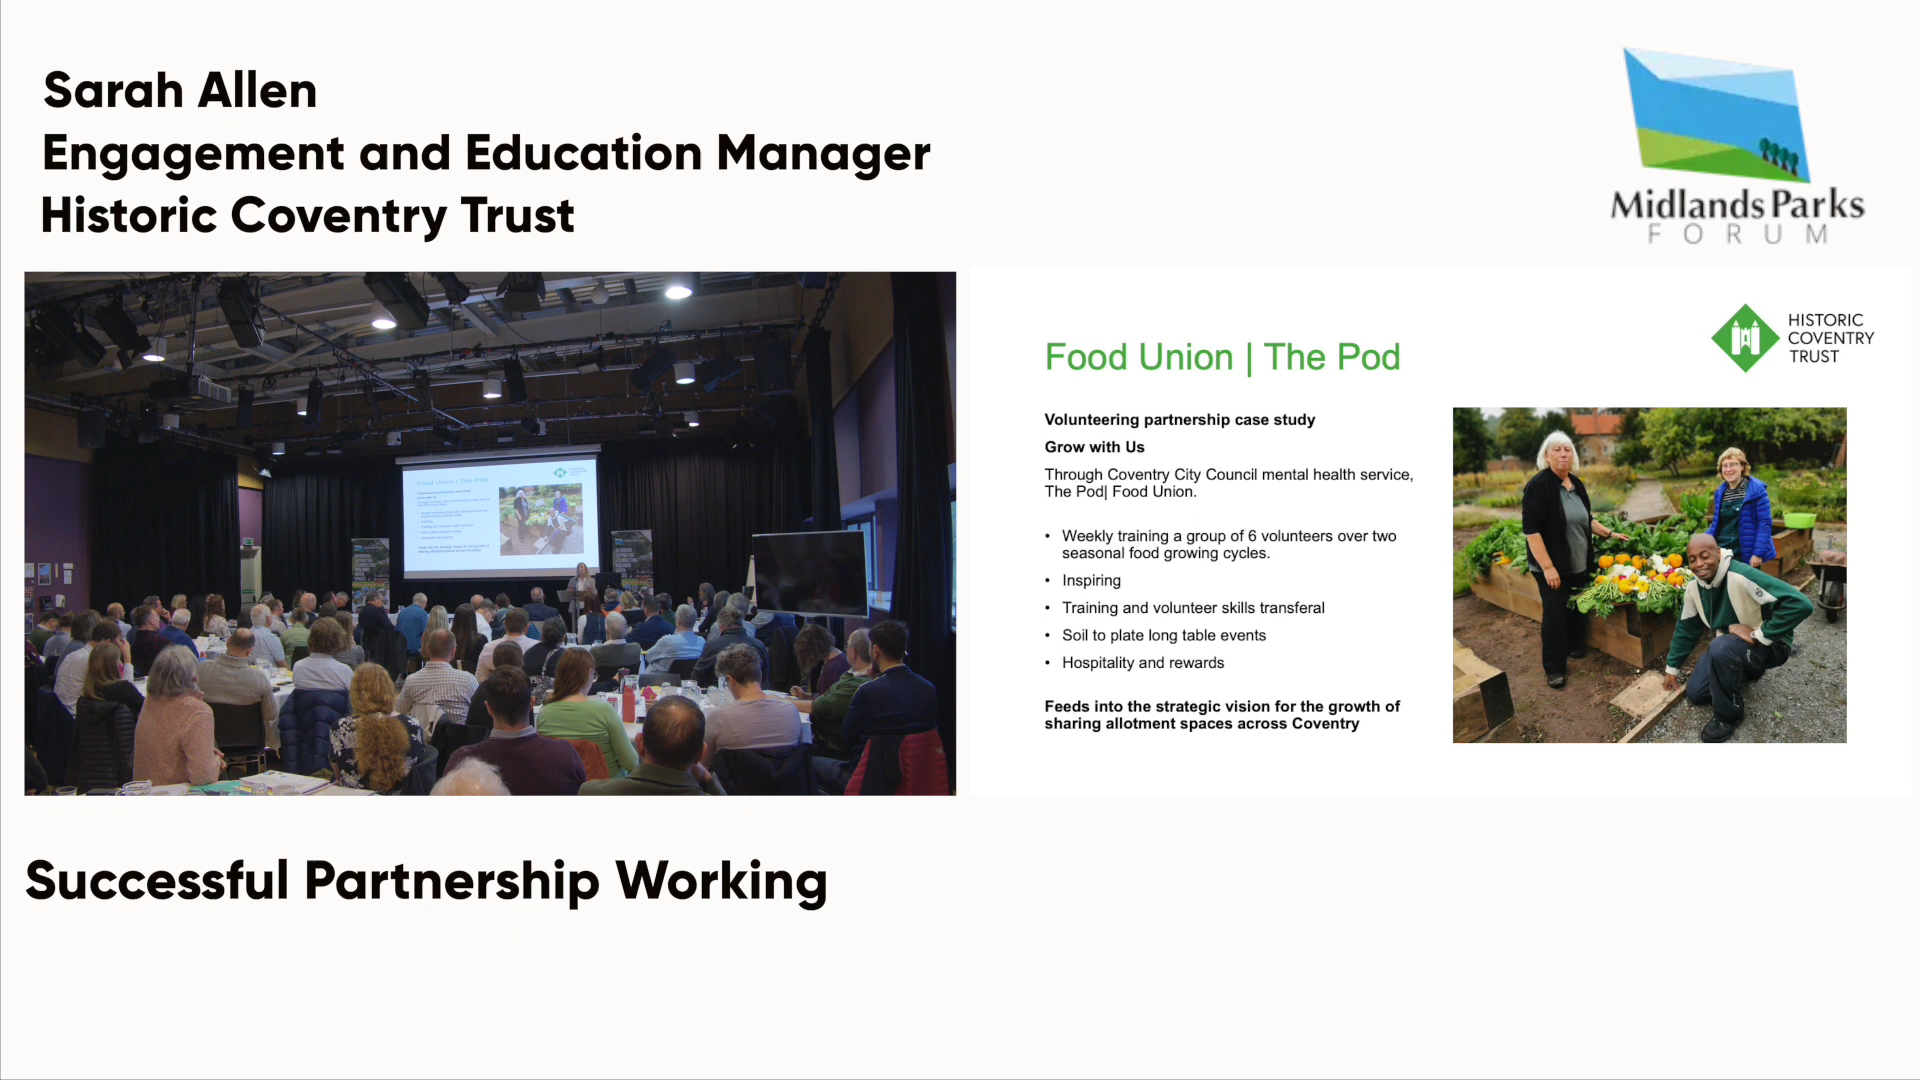 Sarah Allen
Engagement and Education Manager
Historic Coventry Trust
Midlands Parks
FORUM
Food Union | The Pod
HISTORIC
COVENTRY
TRUST
Food Union | The Pod
Volunteering partnership case study
Grow with Us
Through Coventry City Council mental health service,
The Pod| Food Union.
• Weekly training a group of 6 volunteers over two
seasonal food growing cycles.
• Inspiring
• Training and volunteer skills transferal
• Soil to plate long table events
• Hospitality and rewards
Feeds into the strategic vision for the growth of
sharing allotment spaces across Coventry
Successful Partnership Working